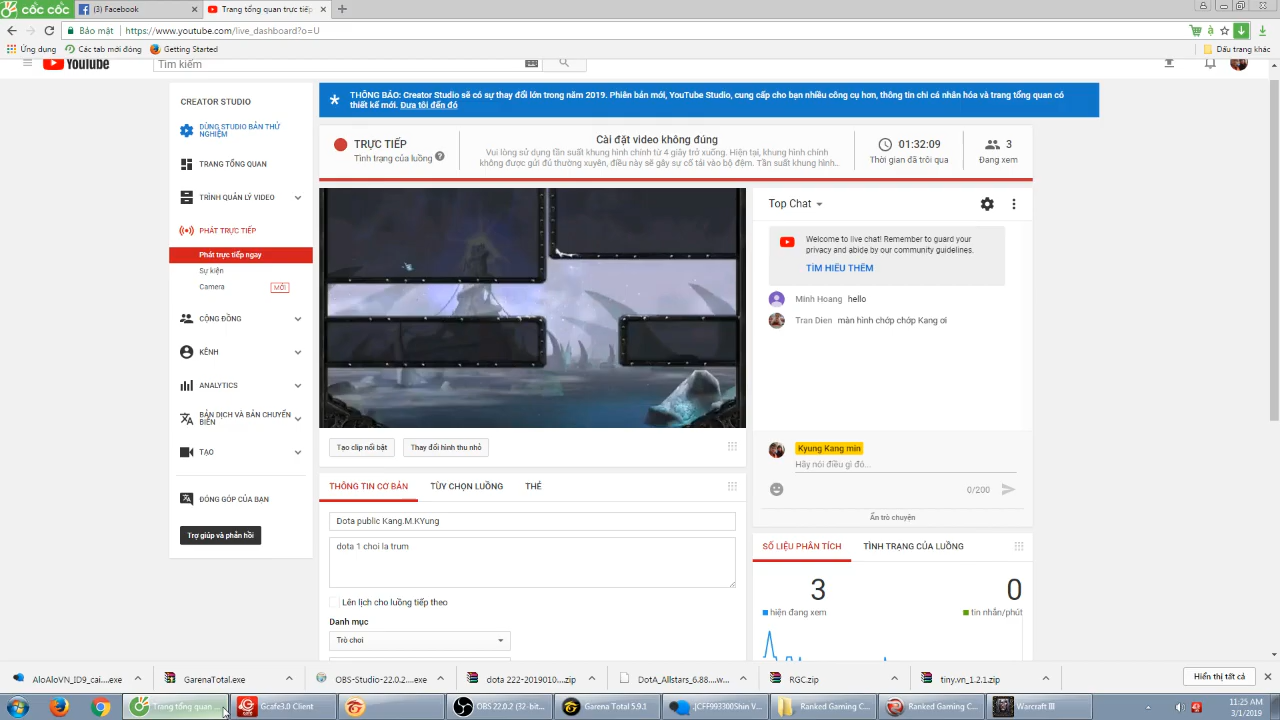 CỐC CỐC
(3) Facebook
Trang tổng quan trực tiếp
Bảo mật
https://www.youtube.com/live_dashboard?o=U
Ứng dụng
Các tab mới đóng
Getting Started
Dấu trang khác
YouTube
Tìm kiếm
CREATOR STUDIO
DÙNG STUDIO BẢN THỬ
NGHIỆM
TRANG TỔNG QUAN
TRÌNH QUẢN LÝ VIDEO
PHÁT TRỰC TIẾP
Phát trực tiếp ngay
Sự kiện
Camera
MỚI
CỘNG ĐỒNG
KÊNH
ANALYTICS
BẢN DỊCH VÀ BẢN CHUYỂN
BIÊN
TẠO
ĐÓNG GÓP CỦA BẠN
Trợ giúp và phản hồi
THÔNG BÁO: Creator Studio sẽ có sự thay đổi lớn trong năm 2019. Phiên bản mới, YouTube Studio, cung cấp cho bạn nhiều công cụ hơn, thông tin chi cá nhân hóa và trang tổng quan có
thiết kế mới. Đưa tôi đến đó
TRỰC TIẾP
Tình trạng của luồng
Cài đặt video không đúng
Vui lòng sử dụng tần suất khung hình chính từ 4 giây trở xuống. Hiện tại, khung hình chính
không được gửi đủ thường xuyên, điều này sẽ gây sự cố tải vào bộ đệm. Tần suất khung hình...
01:32:09
Thời gian đã trôi qua
3
Đang xem
Tạo clip nổi bật
Thay đổi hình thu nhỏ
THÔNG TIN CƠ BẢN
TÙY CHỌN LUỒNG
THẺ
Dota public Kang.M.KYung
dota 1 choi la trum
Lên lịch cho luồng tiếp theo
Danh mục
Trò chơi
Top Chat
Welcome to live chat! Remember to guard your
privacy and abide by our community guidelines.
TÌM HIỂU THÊM
Minh Hoang hello
Tran Dien màn hình chớp chớp Kang ơi
Kyung Kang min
Hãy nói điều gì đó...
0/200
Ẩn trò chuyện
SỐ LIỆU PHÂN TÍCH
TÌNH TRẠNG CỦA LUỒNG
3
0
hiện đang xem
tin nhắn/phút
AloAloVN_ID9_cai....exe
GarenaTotal.exe
OBS-Studio-22.0.2....exe
dota 222-2019010....zip
DotA_Allstars_6.88....w...
RGC.zip
tiny.vn_1.2.1.zip
Hiển thị tất cả
Trang tổng quan ...
Gcafe3.0 Client
OBS 22.0.2 (32-bit...
Garena Total 5.9.1
.[CFF993300Shin V...
Ranked Gaming C...
Ranked Gaming C...
Warcraft III
11:25 AM
3/1/2019